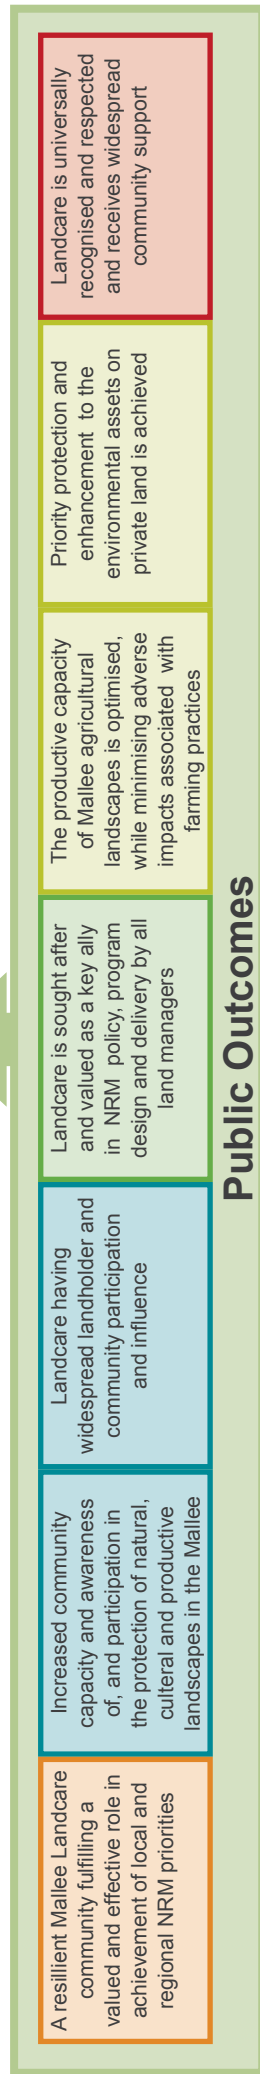 A resillient Mallee Landcare
community fulfilling a
valued and effective role in
achievement of local and
regional NRM priorities
Increased community
capacity and awareness
of, and participation in
the protection of natural,
culteral and productive
landscapes in the Mallee
Landcare having
widespread landholder and
community participation
and influence
Landcare is sought after
and valued as a key ally
in NRM policy, program
design and delivery by all
land managers
The productive capacity
of Mallee agricultural
landscapes is optimised,
while minimising adverse
impacts associated with
farming practices
Priority protection and
enhancement to the
environmental assets on
private land is achieved
Landcare is universally
recognised and respected
and receives widespread
community support
Public Outcomes